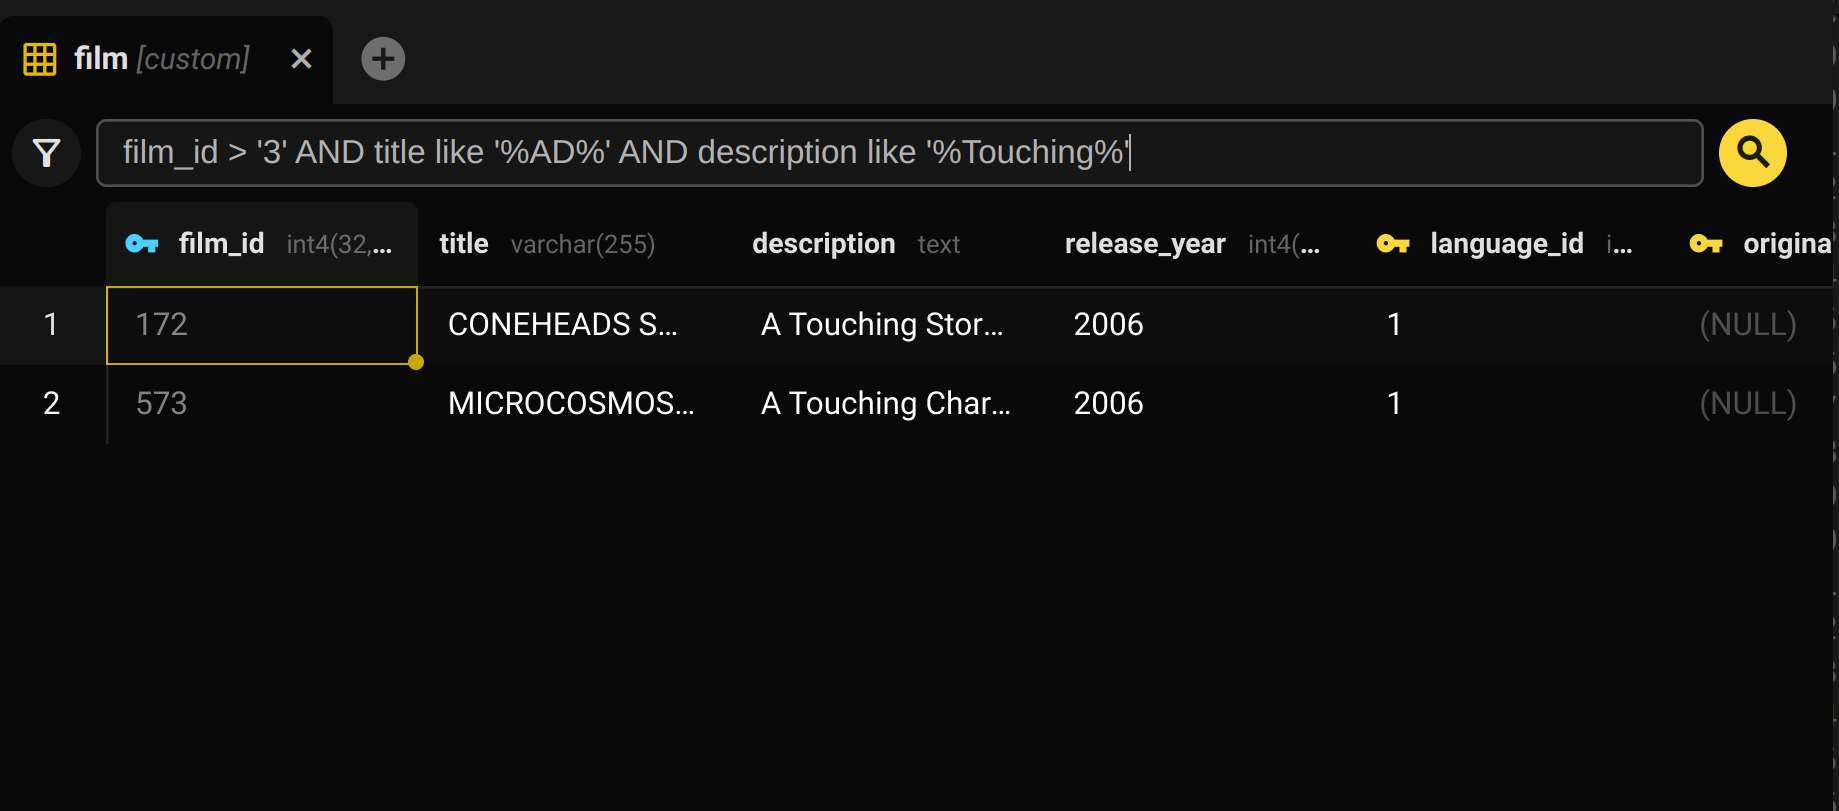 film [custom]
film_id > '3' AND title like '%AD%' AND description like '%Touching%'
film_id int4(32,... title varchar(255) description text release_year int4(... language_id i... origina
1 172 CONEHEADS S... A Touching Stor... 2006 1 (NULL)
2 573 MICROCOSMOS... A Touching Char... 2006 1 (NULL)